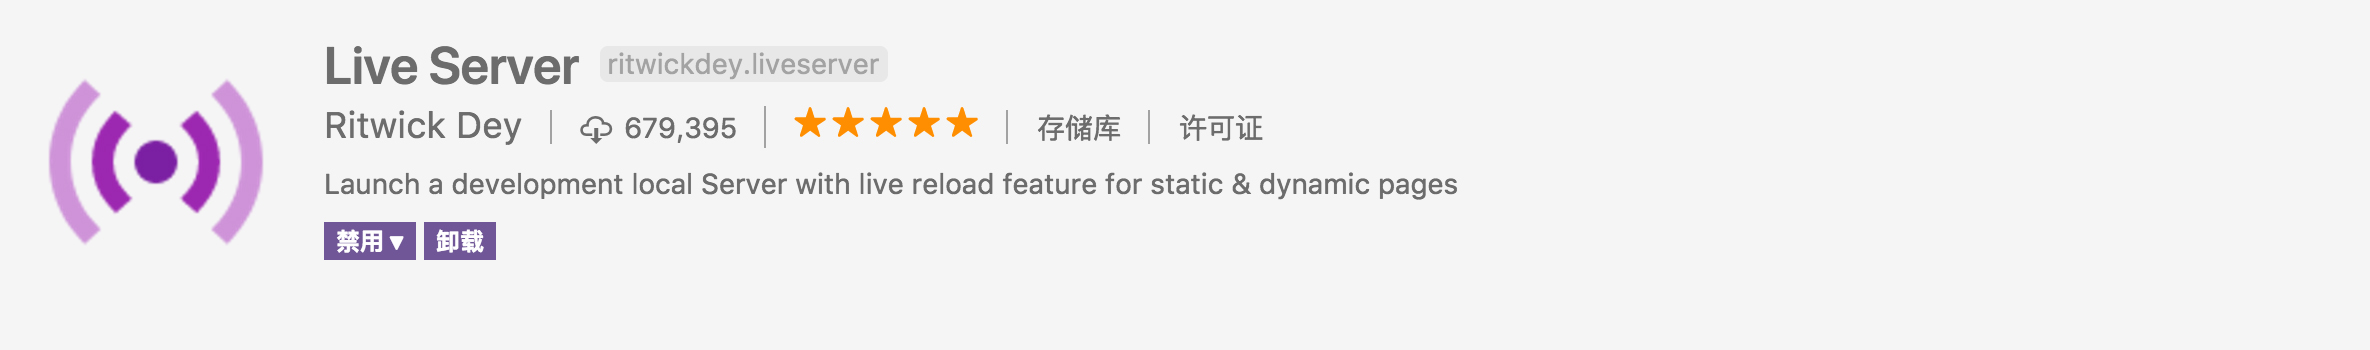 Live Server ritwickdey.liveserver
Ritwick Dey 679,395 存储库 许可证
Launch a development local Server with live reload feature for static & dynamic pages
禁用 ▾ 卸载